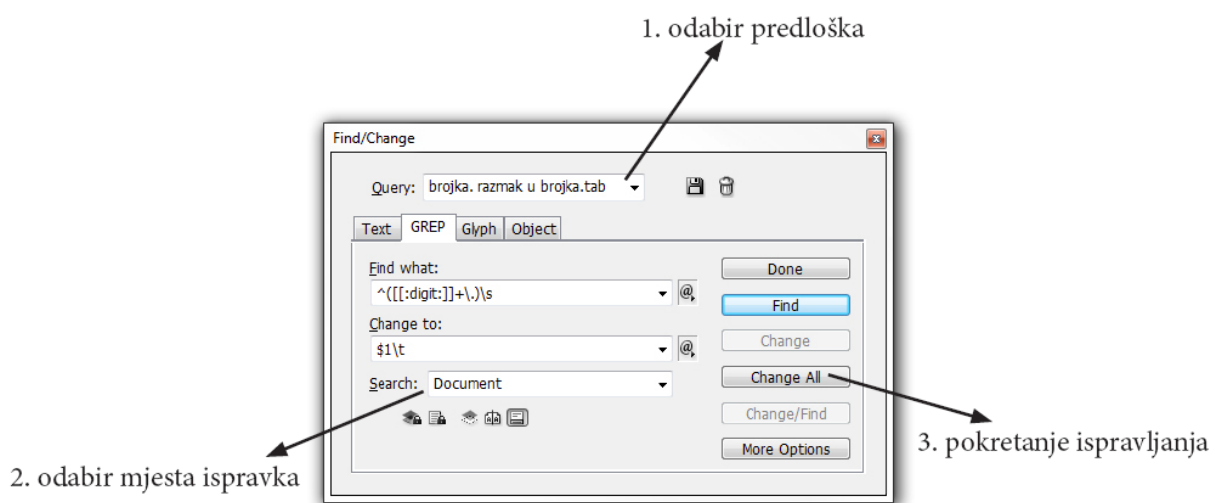 1. odabir predloška
Find/Change
Query: brojka. razmak u brojka.tab
Text GREP Glyph Object
Find what:
Done
^([[:digit:]]+\.)\s
@
Find
Change to:
Change
$1\t
@
Search: Document
Change All
Change/Find
3. pokretanje ispravljanja
More Options
2. odabir mjesta ispravka